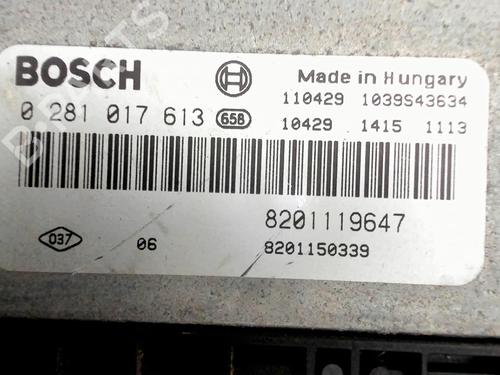 BOSCH
Made in Hungary
110429 1039S43634
0 281 017 613 658
10429 1415 1113
8201119647
037 06
8201150339